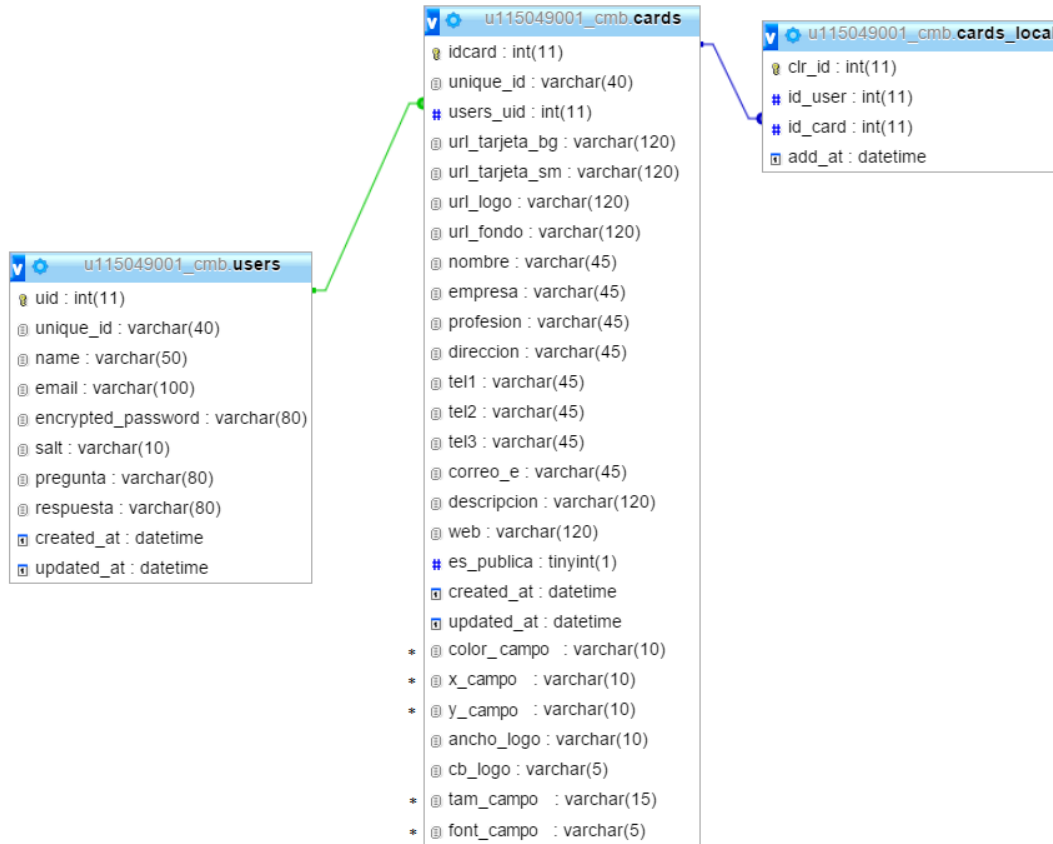 u115049001_cmb.users
uid : int(11)
unique_id : varchar(40)
name : varchar(50)
email : varchar(100)
encrypted_password : varchar(80)
salt : varchar(10)
pregunta : varchar(80)
respuesta : varchar(80)
created_at : datetime
updated_at : datetime
u115049001_cmb.cards
idcard : int(11)
unique_id : varchar(40)
users_uid : int(11)
url_tarjeta_bg : varchar(120)
url_tarjeta_sm : varchar(120)
url_logo : varchar(120)
url_fondo : varchar(120)
nombre : varchar(45)
empresa : varchar(45)
profesion : varchar(45)
direccion : varchar(45)
tel1 : varchar(45)
tel2 : varchar(45)
tel3 : varchar(45)
correo_e : varchar(45)
descripcion : varchar(120)
web : varchar(120)
es_publica : tinyint(1)
created_at : datetime
updated_at : datetime
* color_campo : varchar(10)
* x_campo : varchar(10)
* y_campo : varchar(10)
ancho_logo : varchar(10)
cb_logo : varchar(5)
* tam_campo : varchar(15)
* font_campo : varchar(5)
u115049001_cmb.cards_local
clr_id : int(11)
id_user : int(11)
id_card : int(11)
add_at : datetime